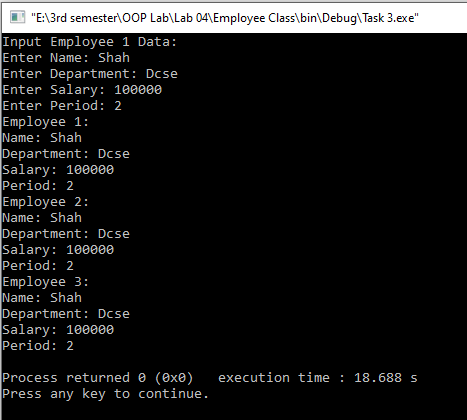 "E:\3rd semester\OOP Lab\Lab 04\Employee Class\bin\Debug\Task 3.exe"
Input Employee 1 Data:
Enter Name: Shah
Enter Department: Dcse
Enter Salary: 100000
Enter Period: 2
Employee 1:
Name: Shah
Department: Dcse
Salary: 100000
Period: 2
Employee 2:
Name: Shah
Department: Dcse
Salary: 100000
Period: 2
Employee 3:
Name: Shah
Department: Dcse
Salary: 100000
Period: 2
Process returned 0 (0x0)   execution time : 18.688 s
Press any key to continue.